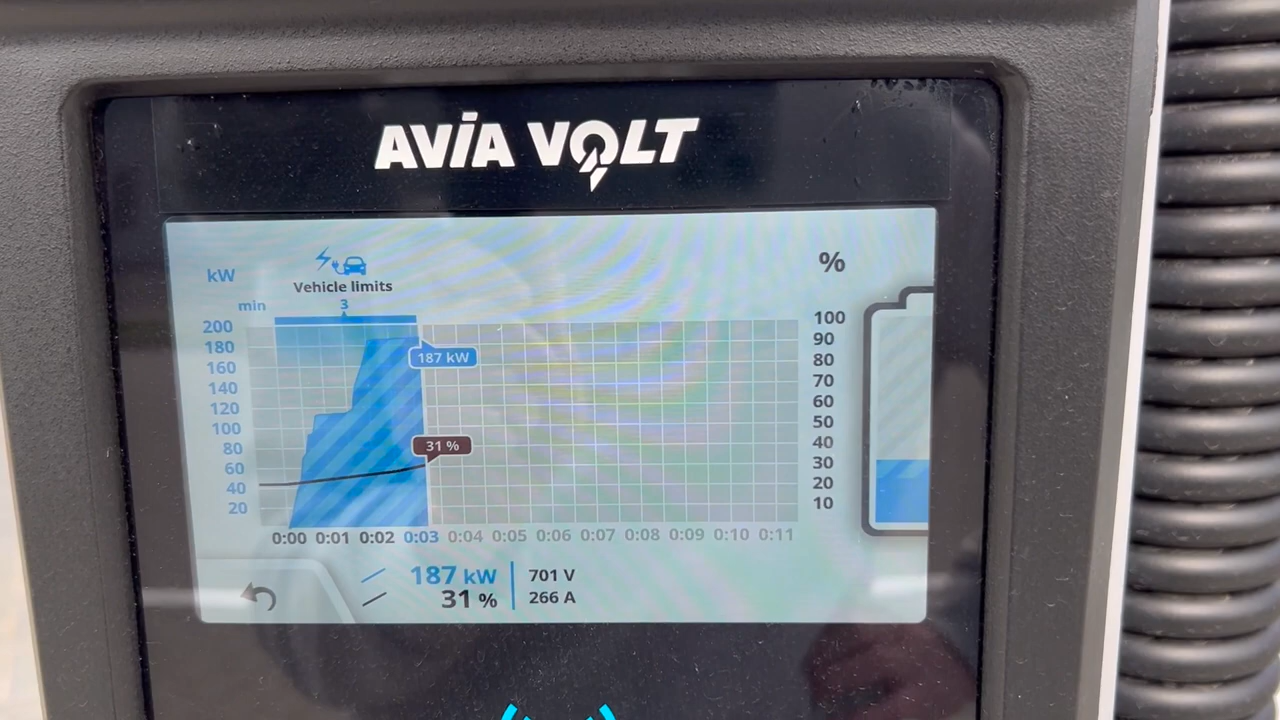 AVIA VOLT
kW
%
Vehicle limits
min
3
200
180
160
140
120
100
80
60
40
20
187 kW
31 %
100
90
80
70
60
50
40
30
20
10
0:00 0:01 0:02 0:03 0:04 0:05 0:06 0:07 0:08 0:09 0:10 0:11
187 kW
701 V
31 %
266 A